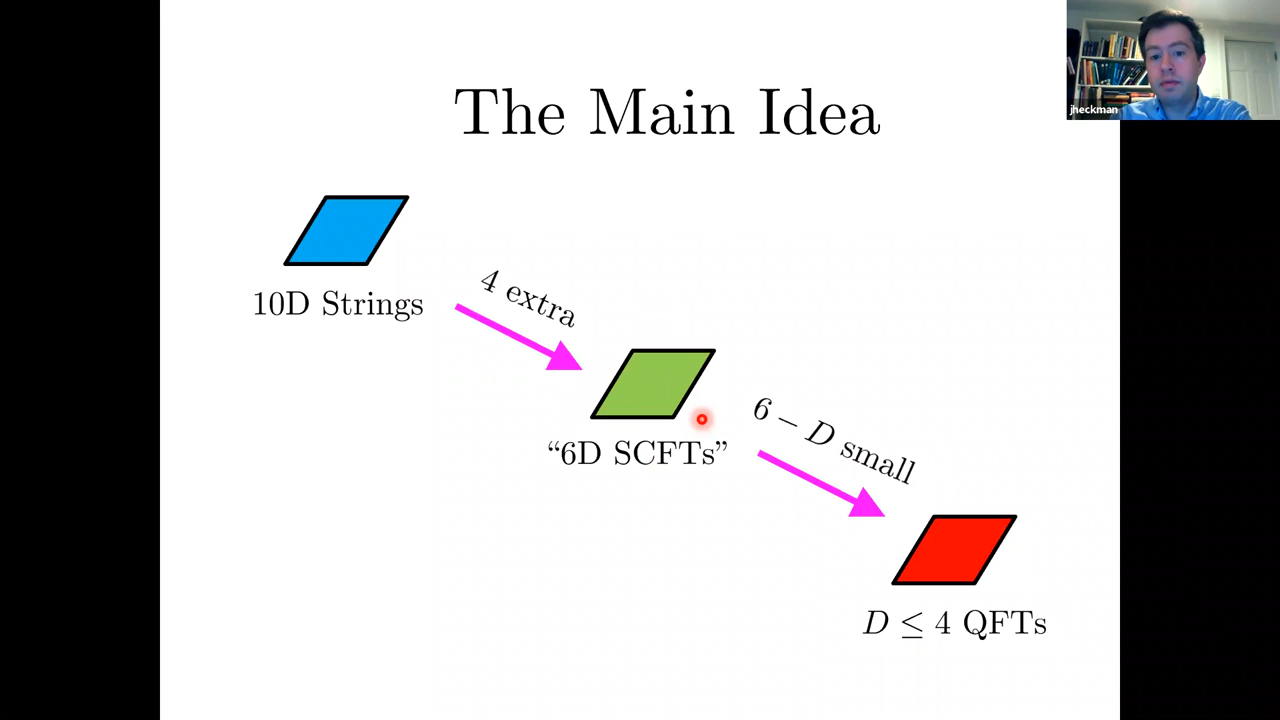 The Main Idea
jheckman
10D Strings
4 extra
“6D SCFTs”
6 − D small
D ≤ 4 QFTs